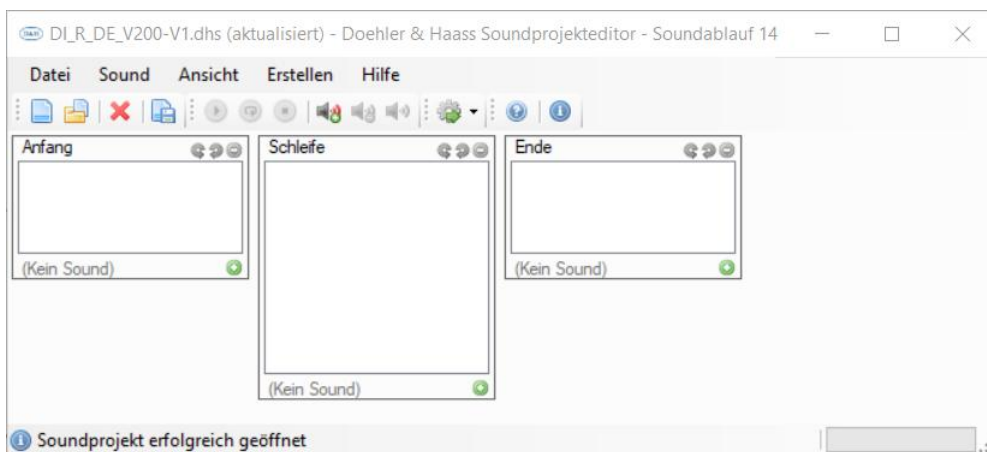 DI_R_DE_V200-V1.dhs (aktualisiert) - Doehler & Haass Soundprojekteditor - Soundablauf 14
Datei Sound Ansicht Erstellen Hilfe
Anfang Schleife Ende
(Kein Sound) (Kein Sound)
(Kein Sound)
Soundprojekt erfolgreich geöffnet